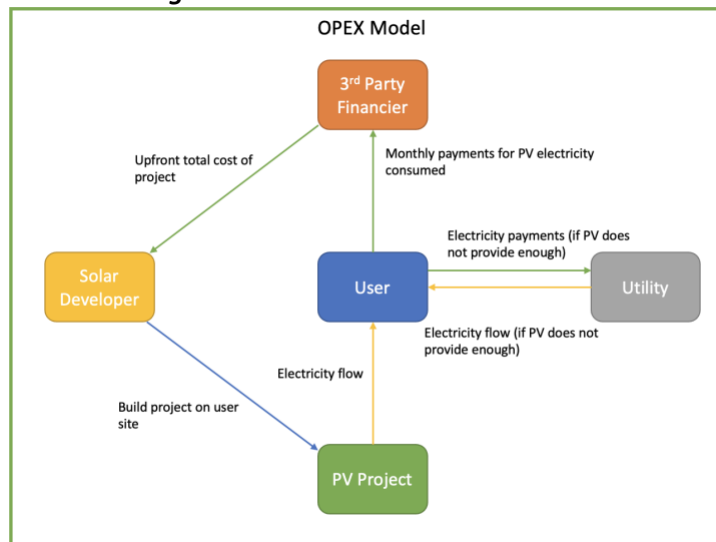 OPEX Model
3rd Party
Financier
Upfront total cost of
project
Monthly payments for PV electricity
consumed
Electricity payments (if PV does
not provide enough)
Solar
Developer
User
Utility
Electricity flow (if PV does not
provide enough)
Electricity flow
Build project on user
site
PV Project